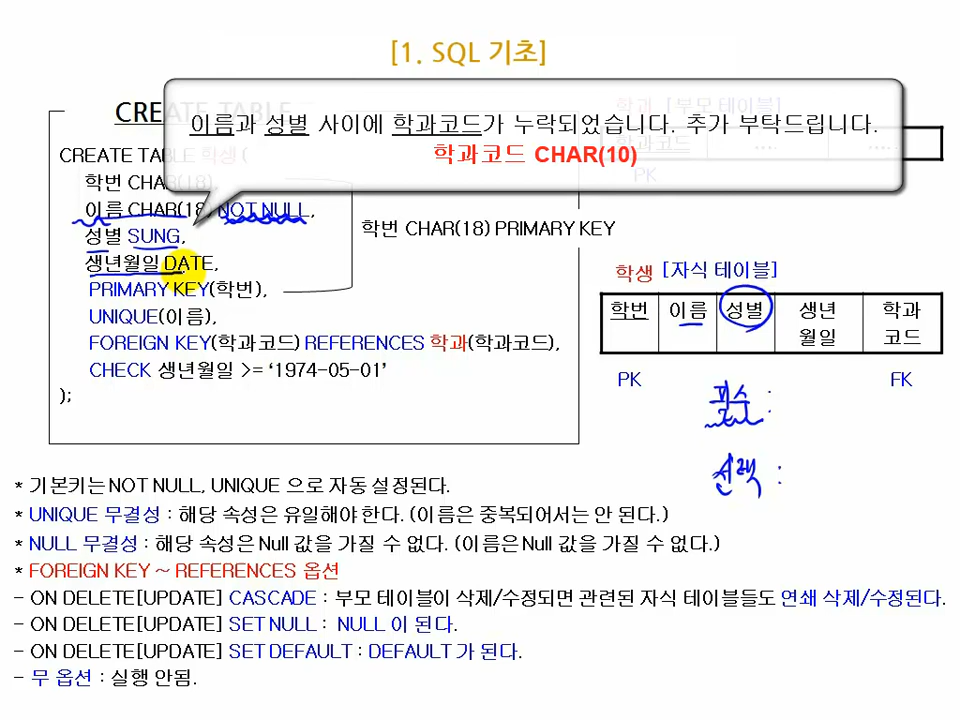 [1. SQL 기초]
CREATE TABLE
이름과 성별 사이에 학과코드가 누락되었습니다. 추가 부탁드립니다.
학과코드 CHAR(10)
학과 [부모 테이블]
학과코드 .... ....
PK
CREATE TABLE 학생 (
학번 CHAR(18),
이름 CHAR(18) NOT NULL,
성별 SUNG,
생년월일 DATE,
PRIMARY KEY(학번),
UNIQUE(이름),
FOREIGN KEY(학과코드) REFERENCES 학과(학과코드),
CHECK 생년월일 >= ‘1974-05-01’
);
학번 CHAR(18) PRIMARY KEY
학생 [자식 테이블]
학번 이름 성별 생년월일 학과코드
PK FK
필수 :
선택 :
* 기본키는 NOT NULL, UNIQUE 으로 자동 설정된다.
* UNIQUE 무결성 : 해당 속성은 유일해야 한다. (이름은 중복되어서는 안 된다.)
* NULL 무결성 : 해당 속성은 Null 값을 가질 수 없다. (이름은 Null 값을 가질 수 없다.)
* FOREIGN KEY ~ REFERENCES 옵션
- ON DELETE[UPDATE] CASCADE : 부모 테이블이 삭제/수정되면 관련된 자식 테이블들도 연쇄 삭제/수정된다.
- ON DELETE[UPDATE] SET NULL : NULL 이 된다.
- ON DELETE[UPDATE] SET DEFAULT : DEFAULT 가 된다.
- 무 옵션 : 실행 안됨.